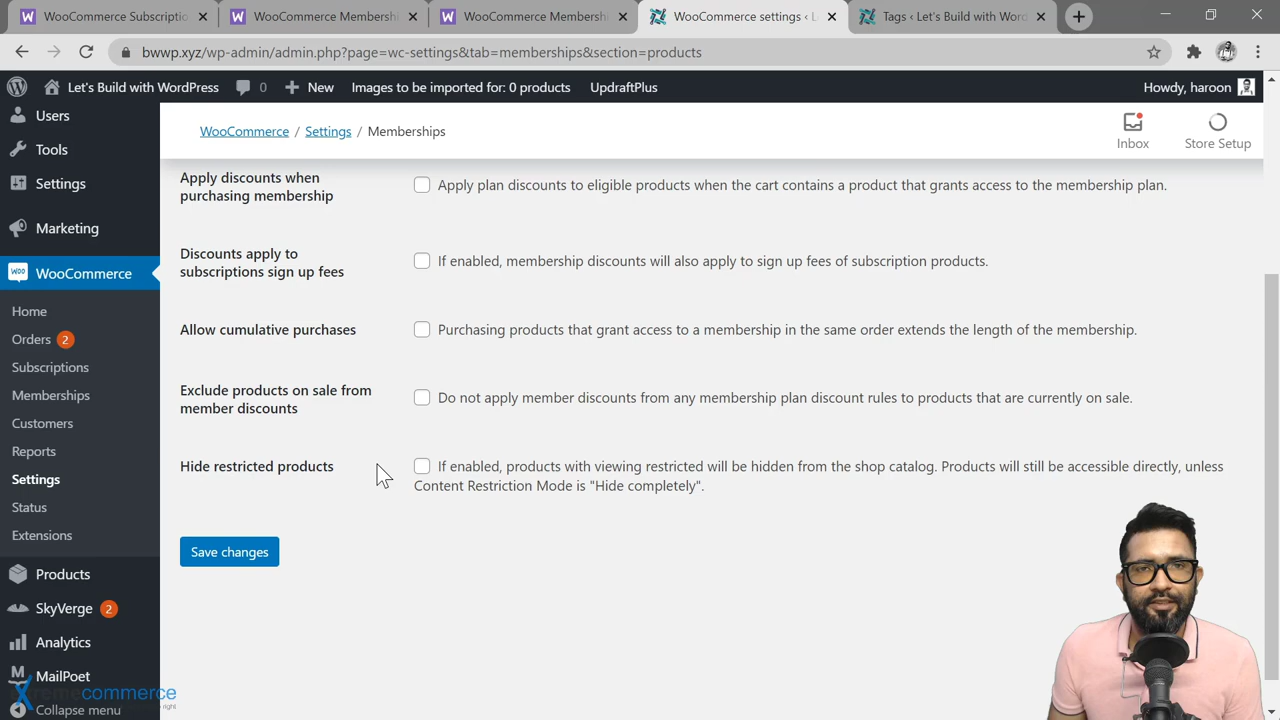 WooCommerce Subscriptio
WooCommerce Membersh
WooCommerce Membersh
WooCommerce settings ‹ L
Tags ‹ Let's Build with Word
bwwp.xyz/wp-admin/admin.php?page=wc-settings&tab=memberships&section=products
Let's Build with WordPress
0
New
Images to be imported for: 0 products
UpdraftPlus
Howdy, haroon
Users
Tools
Settings
Marketing
WooCommerce
Home
Orders 2
Subscriptions
Memberships
Customers
Reports
Settings
Status
Extensions
Products
SkyVerge 2
Analytics
MailPoet
Collapse menu
WooCommerce / Settings / Memberships
Inbox
Store Setup
Apply discounts when
purchasing membership
Apply plan discounts to eligible products when the cart contains a product that grants access to the membership plan.
Discounts apply to
subscriptions sign up fees
If enabled, membership discounts will also apply to sign up fees of subscription products.
Allow cumulative purchases
Purchasing products that grant access to a membership in the same order extends the length of the membership.
Exclude products on sale from
member discounts
Do not apply member discounts from any membership plan discount rules to products that are currently on sale.
Hide restricted products
If enabled, products with viewing restricted will be hidden from the shop catalog. Products will still be accessible directly, unless
Content Restriction Mode is "Hide completely".
Save changes
Xtremecommerce